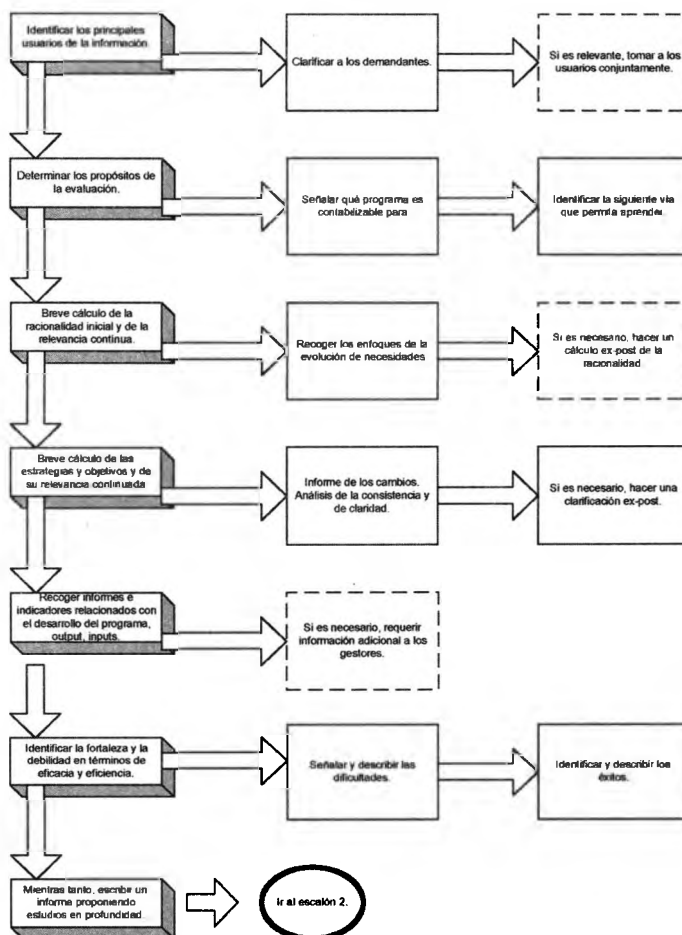 Identificar los principales
usuarios de la información.
Clarificar a los demandantes.
Si es relevante, tomar a los
usuarios conjuntamente.
Determinar los propósitos de
la evaluación.
Señalar qué programa es
contabilizable para
Identificar la siguiente vía
que permita aprender.
Breve cálculo de la
racionalidad inicial y de la
relevancia continua.
Recoger los enfoques de la
evolución de necesidades
Si es necesario, hacer un
cálculo ex-post de la
racionalidad
Breve cálculo de las
estrategias y objetivos y de
su relevancia continuada
Informe de los cambios.
Análisis de la consistencia y
de claridad.
Si es necesario, hacer una
clarificación ex-post.
Recoger informes e
indicadores relacionados con
el desarrollo del programa,
output, inputs.
Si es necesario, requerir
información adicional a los
gestores.
Identificar la fortaleza y la
debilidad en términos de
eficacia y eficiencia.
Señalar y describir las
dificultades.
Identificar y describir los
éxitos.
Mientras tanto, escribir un
informe proponiendo
estudios en profundidad.
Ir al escalón 2.